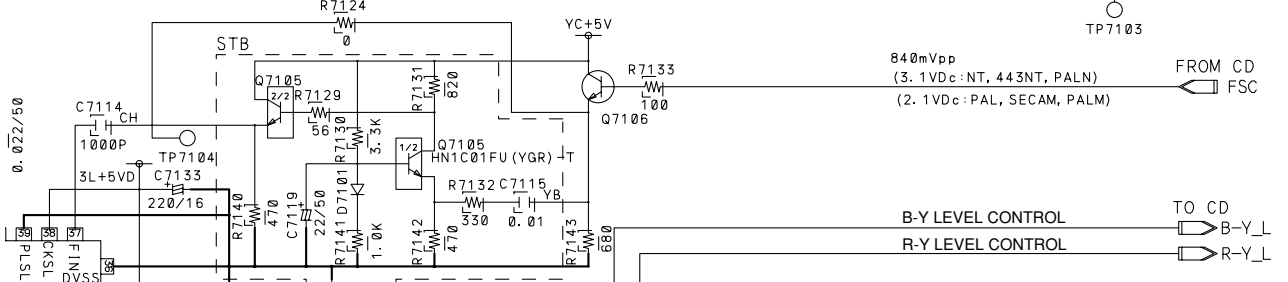 R7124
0
YC+5V
TP7103
STB
840mVpp
(3.1VDc:NT, 443NT, PALN)
(2.1VDc:PAL, SECAM, PALM)
FROM CD
FSC
Q7105
2/2
R7129
56
R7131
820
R7133
100
Q7106
0.022/50
C7114
CH
1000P
TP7104
R7130
3.3K
1/2
Q7105
HN1C01FU(YGR)-T
3L+5VD
C7133
220/16
R7140
470
C7119
22/50
D7101
R7141
1.0K
R7142
470
R7132
330
C7115
0.01
YB
R7143
680
B-Y LEVEL CONTROL
R-Y LEVEL CONTROL
TO CD
B-Y_L
R-Y_L
39
38
37
36
PLSL
CKSL
FIN
DVSS